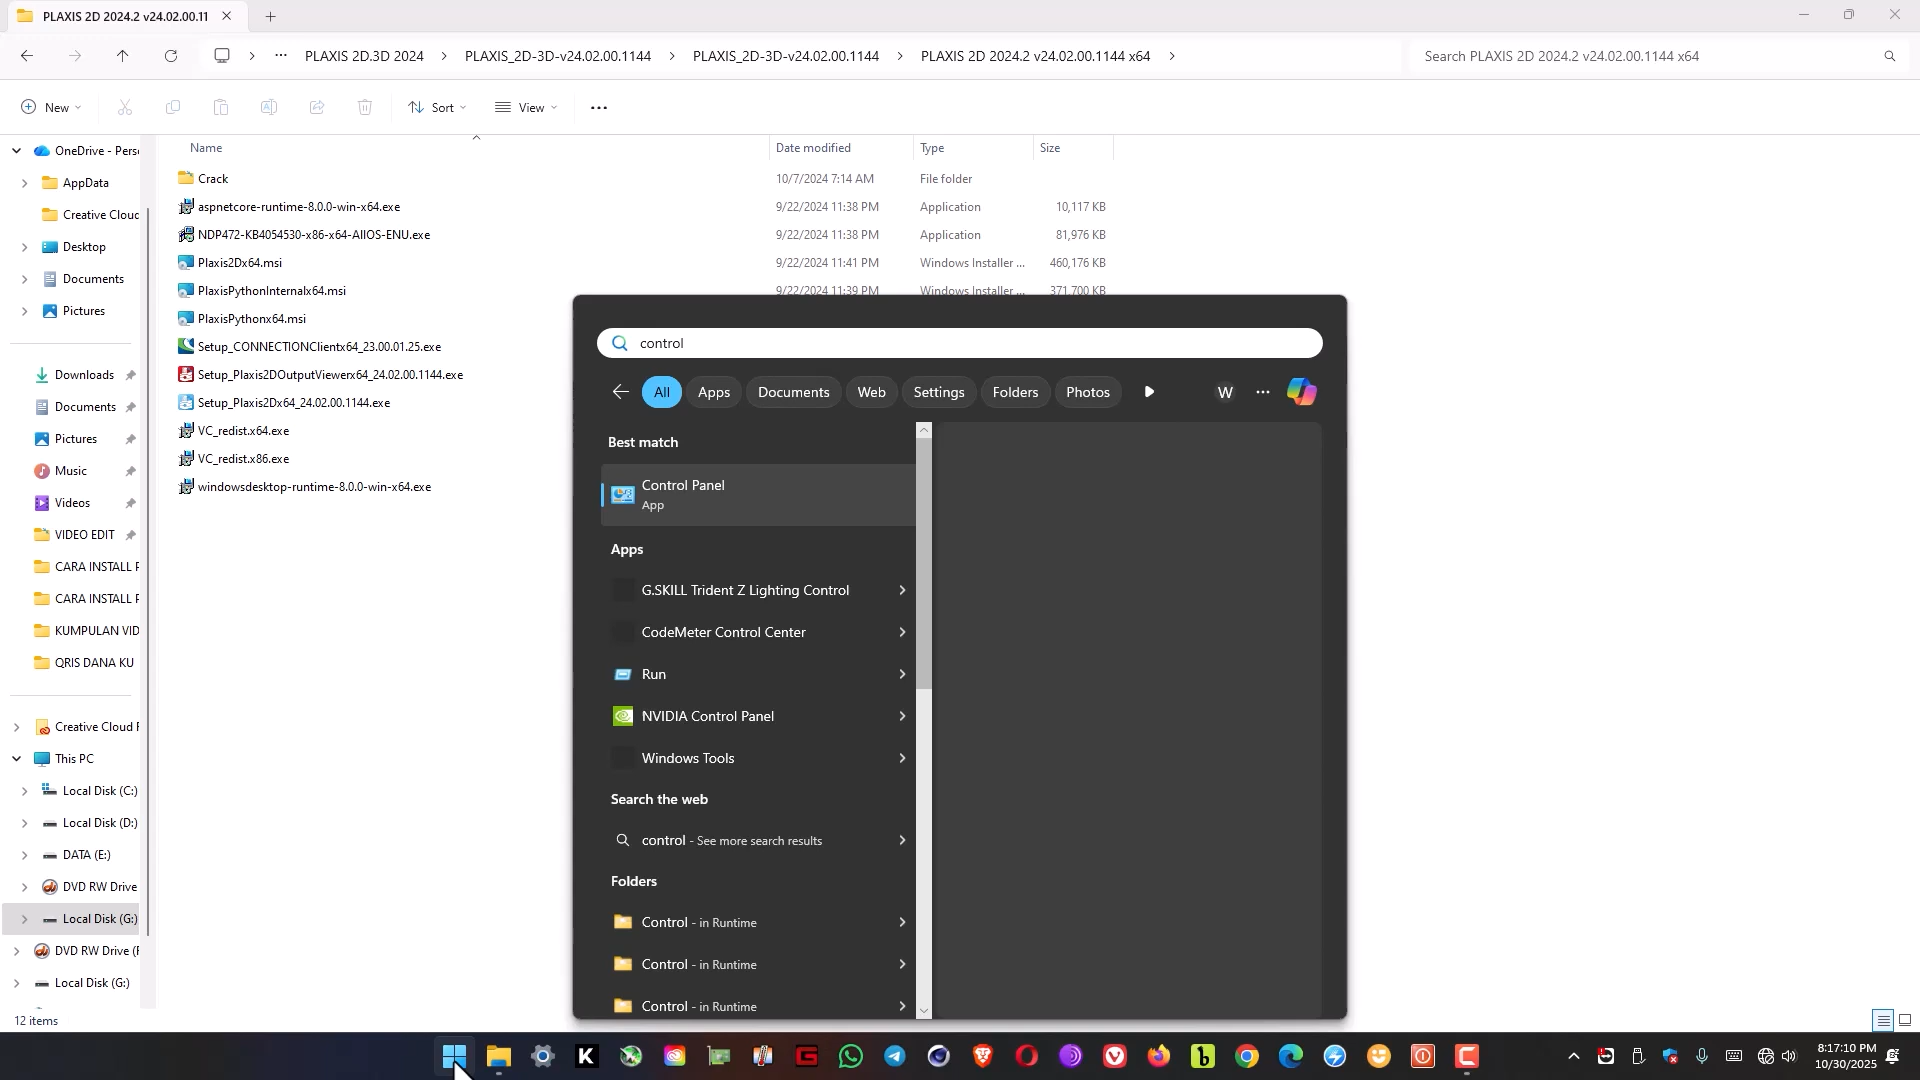 PLAXIS 2D 2024.2 v24.02.00.11
PLAXIS 2D.3D 2024
PLAXIS_2D-3D-v24.02.00.1144
PLAXIS_2D-3D-v24.02.00.1144
PLAXIS 2D 2024.2 v24.02.00.1144 x64
Search PLAXIS 2D 2024.2 v24.02.00.1144 x64
New
Sort
View
Name
Date modified
Type
Size
OneDrive - Pers
AppData
Creative Cloud
Desktop
Documents
Pictures
Downloads
Documents
Pictures
Music
Videos
VIDEO EDIT
CARA INSTALL P
CARA INSTALL P
KUMPULAN VID
QRIS DANA KU
Creative Cloud F
This PC
Local Disk (C:)
Local Disk (D:)
DATA (E:)
DVD RW Drive
Local Disk (G:)
DVD RW Drive (F
Local Disk (G:)
12 items
Crack 10/7/2024 7:14 AM File folder
aspnetcore-runtime-8.0.0-win-x64.exe 9/22/2024 11:38 PM Application 10,117 KB
NDP472-KB4054530-x86-x64-AllOS-ENU.exe 9/22/2024 11:38 PM Application 81,976 KB
Plaxis2Dx64.msi 9/22/2024 11:41 PM Windows Installer ... 460,176 KB
PlaxisPythonInternalx64.msi 9/22/2024 11:39 PM Windows Installer ... 371,700 KB
PlaxisPythonx64.msi
Setup_CONNECTIONClientx64_23.00.01.25.exe
Setup_Plaxis2DOutputViewerx64_24.02.00.1144.exe
Setup_Plaxis2Dx64_24.02.00.1144.exe
VC_redist.x64.exe
VC_redist.x86.exe
windowsdesktop-runtime-8.0.0-win-x64.exe
control
All
Apps
Documents
Web
Settings
Folders
Photos
W
Best match
Control Panel
App
Apps
G.SKILL Trident Z Lighting Control
CodeMeter Control Center
Run
NVIDIA Control Panel
Windows Tools
Search the web
control - See more search results
Folders
Control - in Runtime
Control - in Runtime
Control - in Runtime
8:17:10 PM
10/30/2025